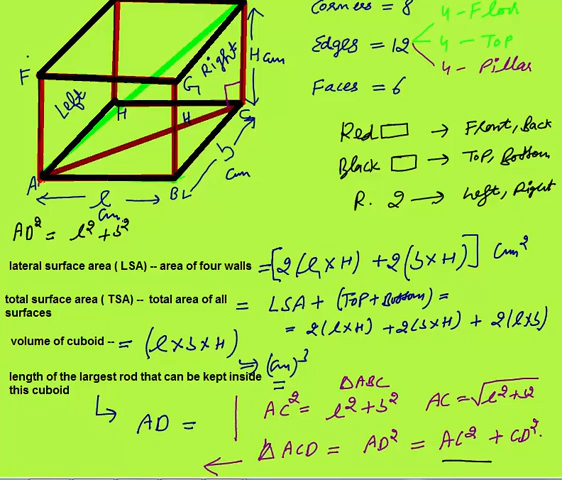 Corners = 8
4 - Floor
Edges = 12
4 - Top
4 - Pillar
Faces = 6
H cm
Right
F
G
Left
H
H
C
A
B
L
b
cm
l
cm
Red → Front, Back
Black → Top, Bottom
R. 2 → Left, Right
AD² = l² + b²
lateral surface area ( LSA) -- area of four walls = [2(l×H) + 2(b×H)] cm²
total surface area ( TSA) -- total area of all surfaces = LSA + (Top + Bottom) =
= 2(l×H) + 2(b×H) + 2(l×b)
volume of cuboid -- = (l×b×H)
⇒ (cm)³
length of the largest rod that can be kept inside this cuboid =
AD =
ΔABC
AC² = l² + b² AC = √l²+b²
ΔACD = AD² = AC² + CD².